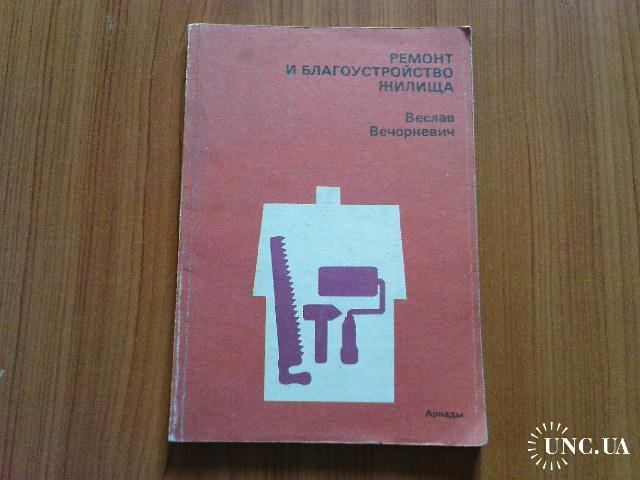 РЕМОНТ
И БЛАГОУСТРОЙСТВО
ЖИЛИЩА
Веслав
Вечорневич
Аркады
UNC.UA